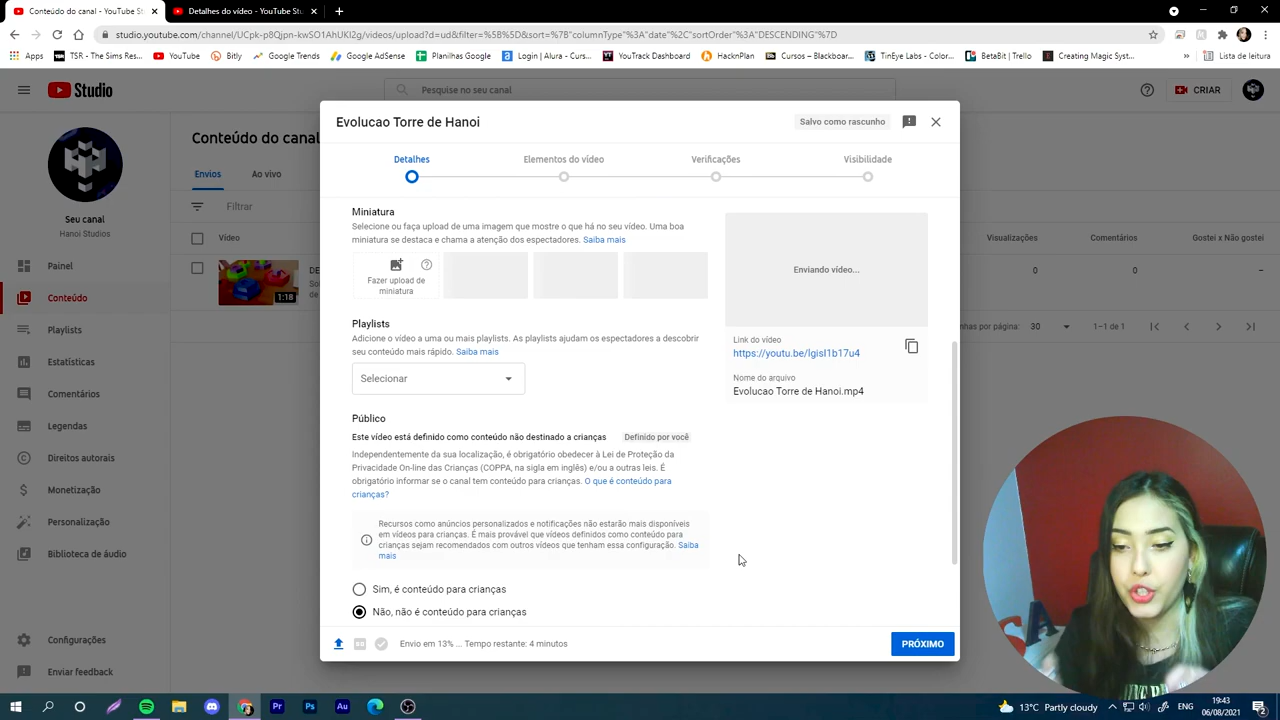 Conteúdo do canal - YouTube Stu
Detalhes do vídeo - YouTube Stu
studio.youtube.com/channel/UCpk-p8Qjpn-kwSO1AhUKI2g/videos/upload?d=ud&filter=%5B%5D&sort=%7B"columnType"%3A"date"%2C"sortOrder"%3A"DESCENDING"%7D
Apps
TSR - The Sims Res...
YouTube
Bitly
Google Trends
Google AdSense
Planilhas Google
Login | Alura - Curs...
YouTrack Dashboard
HacknPlan
Cursos – Blackboar...
TinEye Labs - Color...
BetaBit | Trello
Creating Magic Sys...
»
Lista de leitura
Studio
Pesquise no seu canal
CRIAR
Seu canal
Hanoi Studios
Painel
Conteúdo
Playlists
Estatísticas
Comentários
Legendas
Direitos autorais
Monetização
Personalização
Biblioteca de áudio
Configurações
Enviar feedback
Conteúdo do canal
Envios
Ao vivo
Filtrar
Vídeo
Visualizações
Comentários
Gostei x Não gostei
1:18
0
0
–
por página:
30
1–1 de 1
Evolucao Torre de Hanoi
Salvo como rascunho
Detalhes
Elementos do vídeo
Verificações
Visibilidade
Miniatura
Selecione ou faça upload de uma imagem que mostre o que há no seu vídeo. Uma boa
miniatura se destaca e chama a atenção dos espectadores. Saiba mais
Fazer upload de
miniatura
Enviando vídeo...
Playlists
Adicione o vídeo a uma ou mais playlists. As playlists ajudam os espectadores a descobrir
seu conteúdo mais rápido. Saiba mais
Selecionar
Link do vídeo
https://youtu.be/lgisI1b17u4
Nome do arquivo
Evolucao Torre de Hanoi.mp4
Público
Este vídeo está definido como conteúdo não destinado a crianças
Definido por você
Independentemente da sua localização, é obrigatório obedecer à Lei de Proteção da
Privacidade On-line das Crianças (COPPA, na sigla em inglês) e/ou a outras leis. É
obrigatório informar se o canal tem conteúdo para crianças. O que é conteúdo para
crianças?
Recursos como anúncios personalizados e notificações não estarão mais disponíveis
em vídeos para crianças. É mais provável que vídeos definidos como conteúdo para
crianças sejam recomendados com outros vídeos que tenham essa configuração. Saiba
mais
Sim, é conteúdo para crianças
Não, não é conteúdo para crianças
Envio em 13% ... Tempo restante: 4 minutos
PRÓXIMO
Pr
Ps
Au
13°C Partly cloudy
19:43
06/08/2021
2